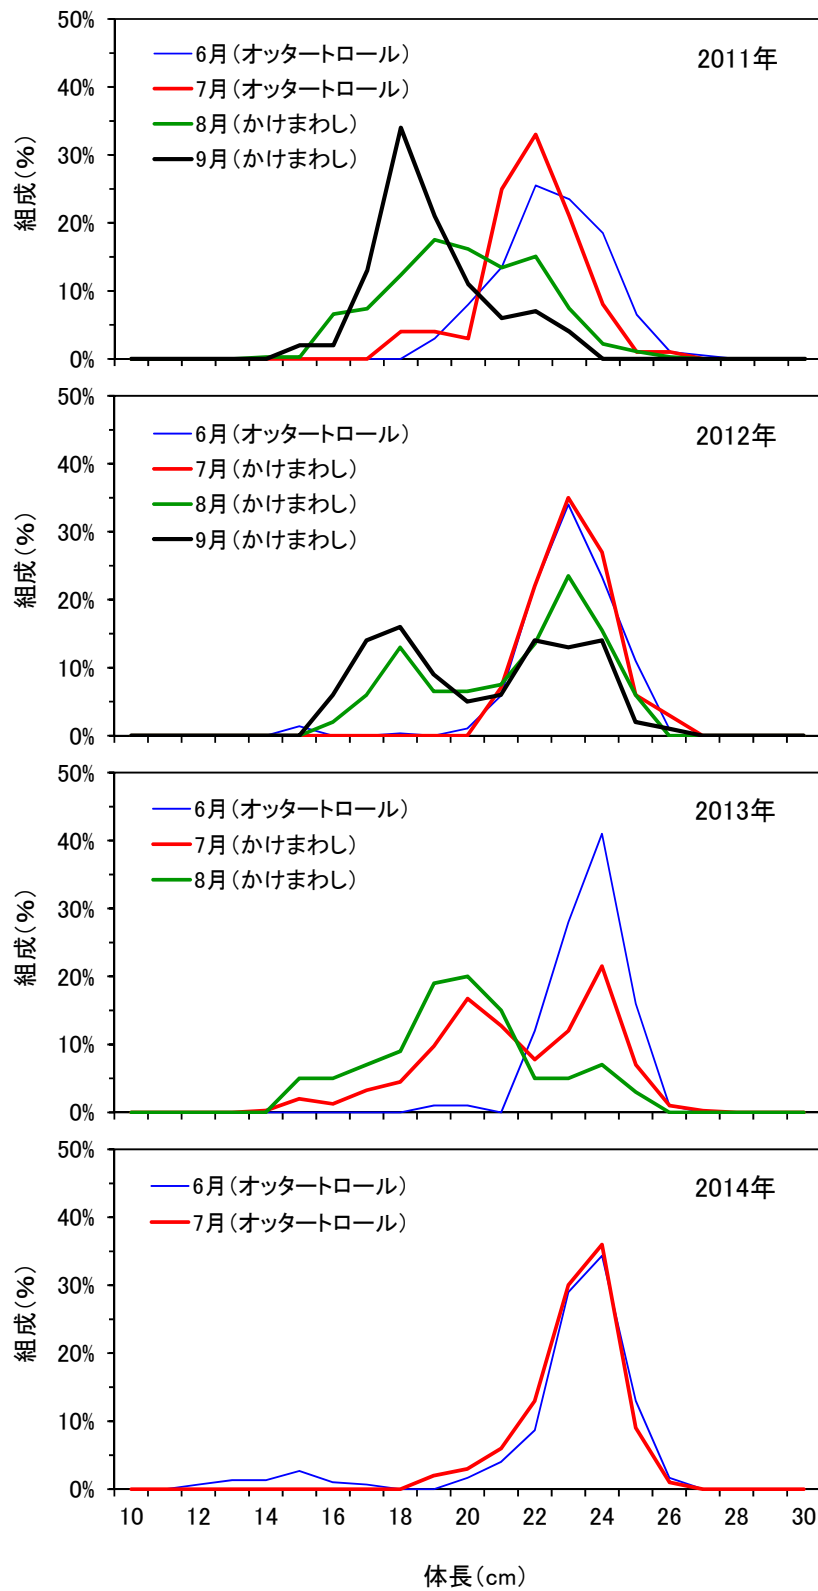 50%
6月(オッタートロール)
2011年
40%
7月(オッタートロール)
8月(かけまわし)
30%
9月(かけまわし)
組成(%)
20%
10%
0%
50%
6月(オッタートロール)
2012年
40%
7月(かけまわし)
8月(かけまわし)
30%
9月(かけまわし)
組成(%)
20%
10%
0%
50%
6月(オッタートロール)
2013年
40%
7月(かけまわし)
8月(かけまわし)
30%
組成(%)
20%
10%
0%
50%
6月(オッタートロール)
2014年
40%
7月(オッタートロール)
30%
組成(%)
20%
10%
0%
10 12 14 16 18 20 22 24 26 28 30
体長(cm)